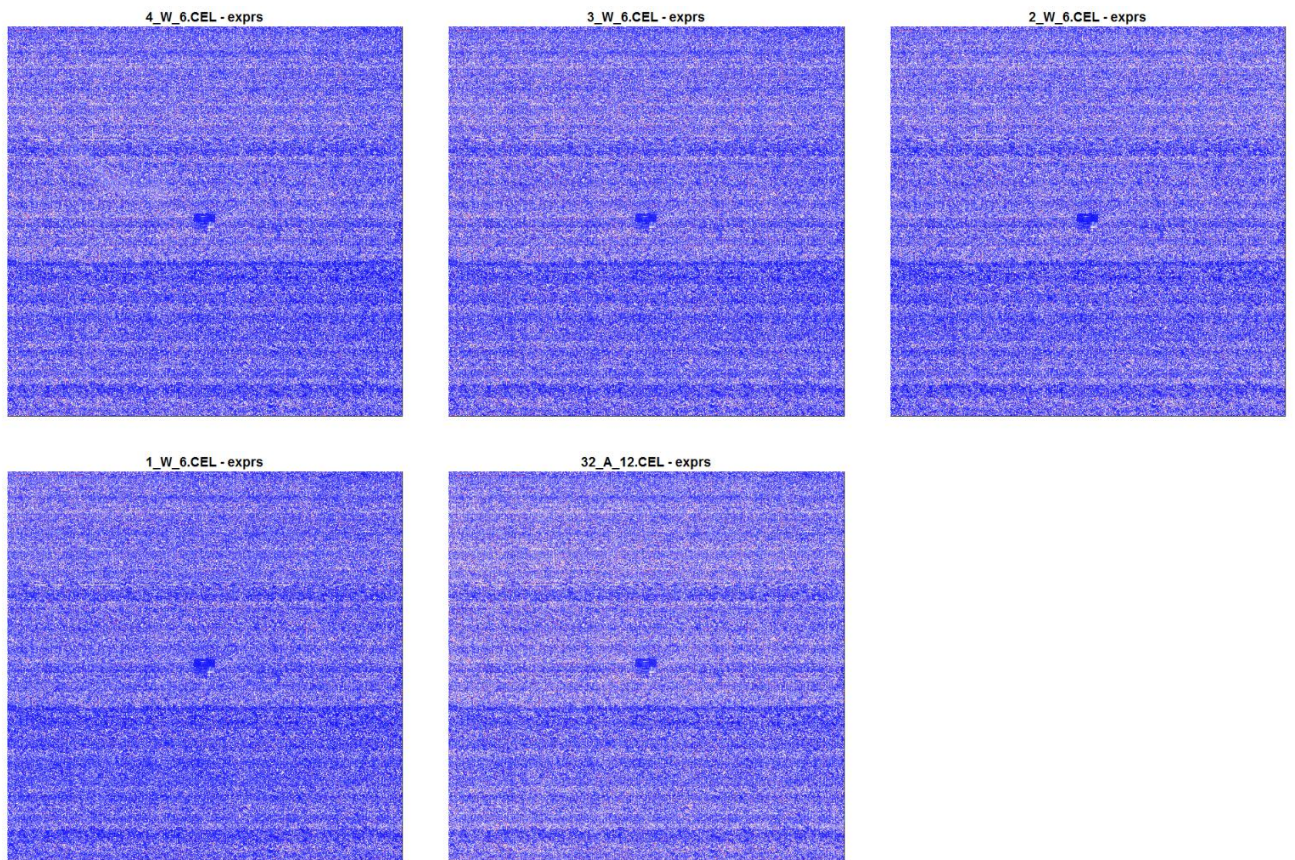 4_W_6.CEL - exprs
3_W_6.CEL - exprs
2_W_6.CEL - exprs
1_W_6.CEL - exprs
32_A_12.CEL - exprs